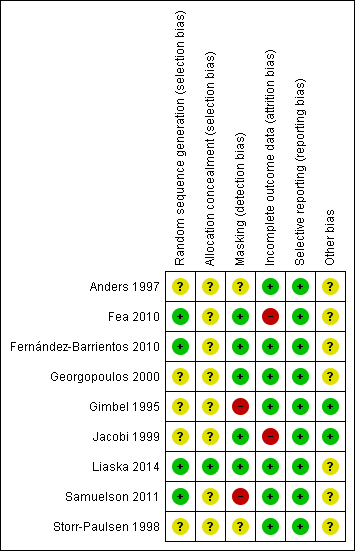 Random sequence generation (selection bias)
Allocation concealment (selection bias)
Masking (detection bias)
Incomplete outcome data (attrition bias)
Selective reporting (reporting bias)
Other bias
Anders 1997 ? ? ? + + ?
Fea 2010 + ? + - + ?
Fernández-Barrientos 2010 + ? + + + ?
Georgopoulos 2000 ? ? + + + ?
Gimbel 1995 ? ? - + + +
Jacobi 1999 ? ? + - + +
Liaska 2014 + + + + + ?
Samuelson 2011 + ? - + + ?
Storr-Paulsen 1998 ? ? ? + + ?